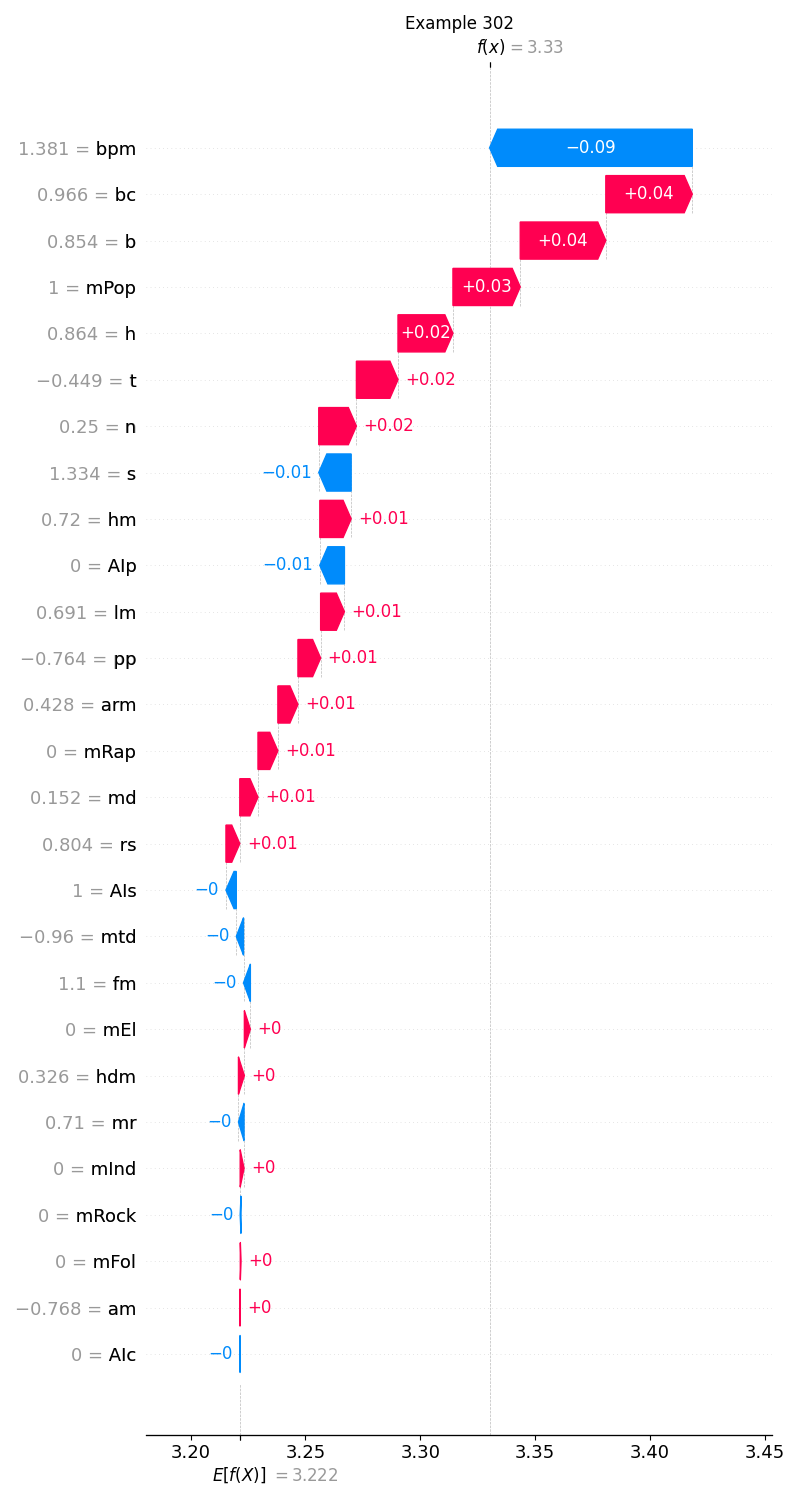 Example 302
f(x) = 3.33
1.381 = bpm −0.09
0.966 = bc +0.04
0.854 = b +0.04
1 = mPop +0.03
0.864 = h +0.02
−0.449 = t +0.02
0.25 = n +0.02
1.334 = s −0.01
0.72 = hm +0.01
0 = AIp −0.01
0.691 = lm +0.01
−0.764 = pp +0.01
0.428 = arm +0.01
0 = mRap +0.01
0.152 = md +0.01
0.804 = rs +0.01
1 = AIs −0
−0.96 = mtd −0
1.1 = fm −0
0 = mEl +0
0.326 = hdm +0
0.71 = mr −0
0 = mInd +0
0 = mRock −0
0 = mFol +0
−0.768 = am +0
0 = AIc −0
3.20 3.25 3.30 3.35 3.40 3.45
E[f(X)] = 3.222